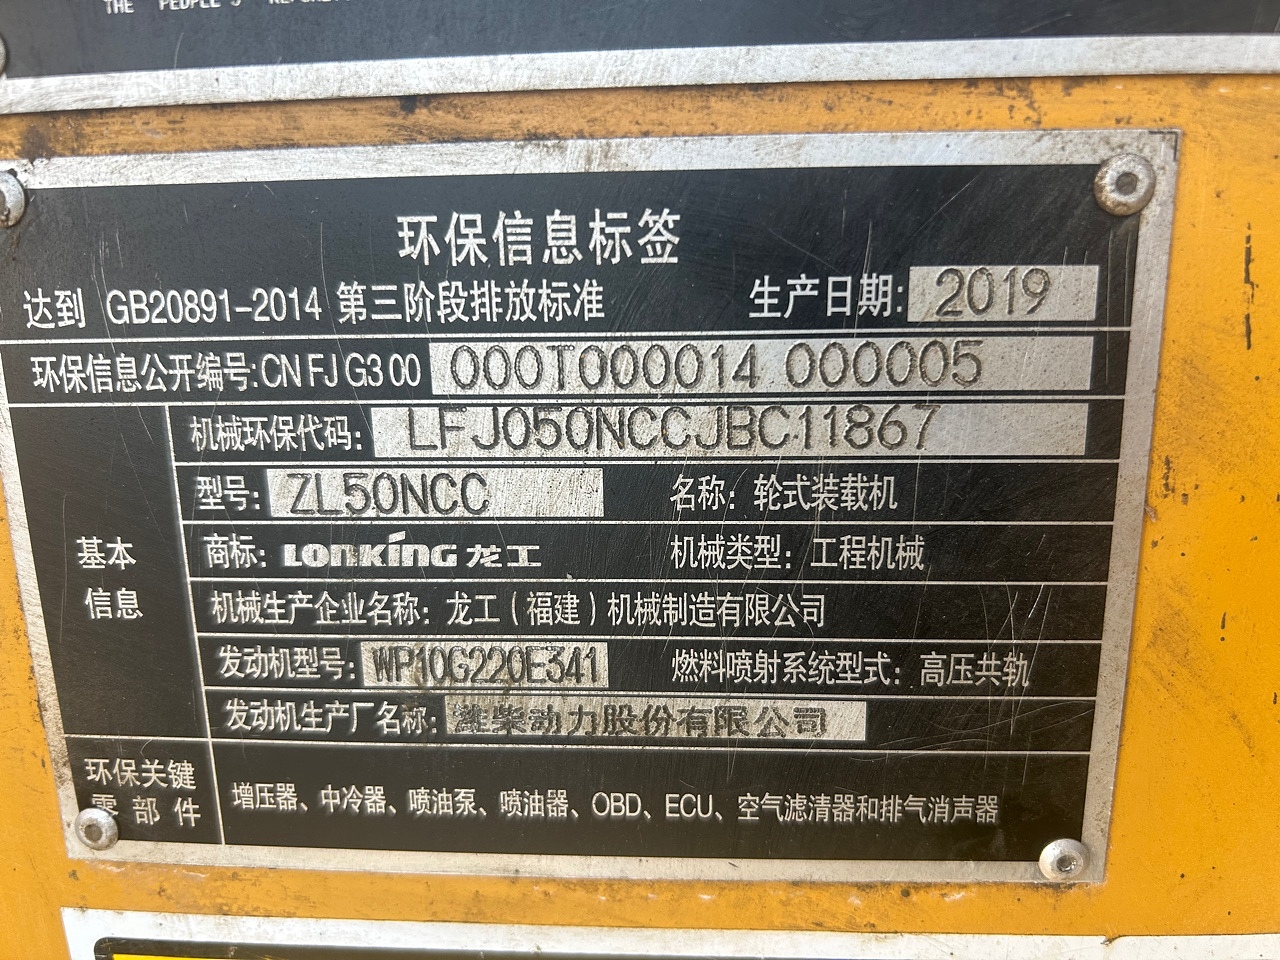 THE PEOPLE'S
环保信息标签
达到 GB20891-2014 第三阶段排放标准 生产日期: 2019
环保信息公开编号:CN FJ G3 00 000T000014 000005
机械环保代码: LFJ050NCCJBC11867
型号: ZL50NCC 名称: 轮式装载机
商标: LONKING 龙工 机械类型: 工程机械
机械生产企业名称: 龙工(福建)机械制造有限公司
发动机型号: WP10G220E341 燃料喷射系统型式: 高压共轨
发动机生产厂名称: 潍柴动力股份有限公司
基本
信息
环保关键
零部件
增压器、中冷器、喷油泵、喷油器、OBD、ECU、空气滤清器和排气消声器